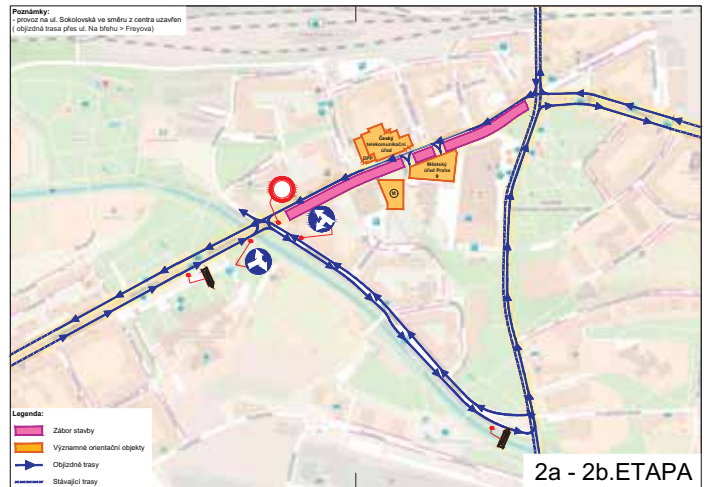 Poznámky:
- provoz na ul. Sokolovská ve směru z centra uzavřen
( objízdná trasa přes ul. Na břehu > Freyova)
Český
telekomunikační
úřad
DPP
Městský
úřad Praha
9
M
Legenda:
Zábor stavby
Významné orientační objekty
Objízdné trasy
Stávající trasy
2a - 2b.ETAPA